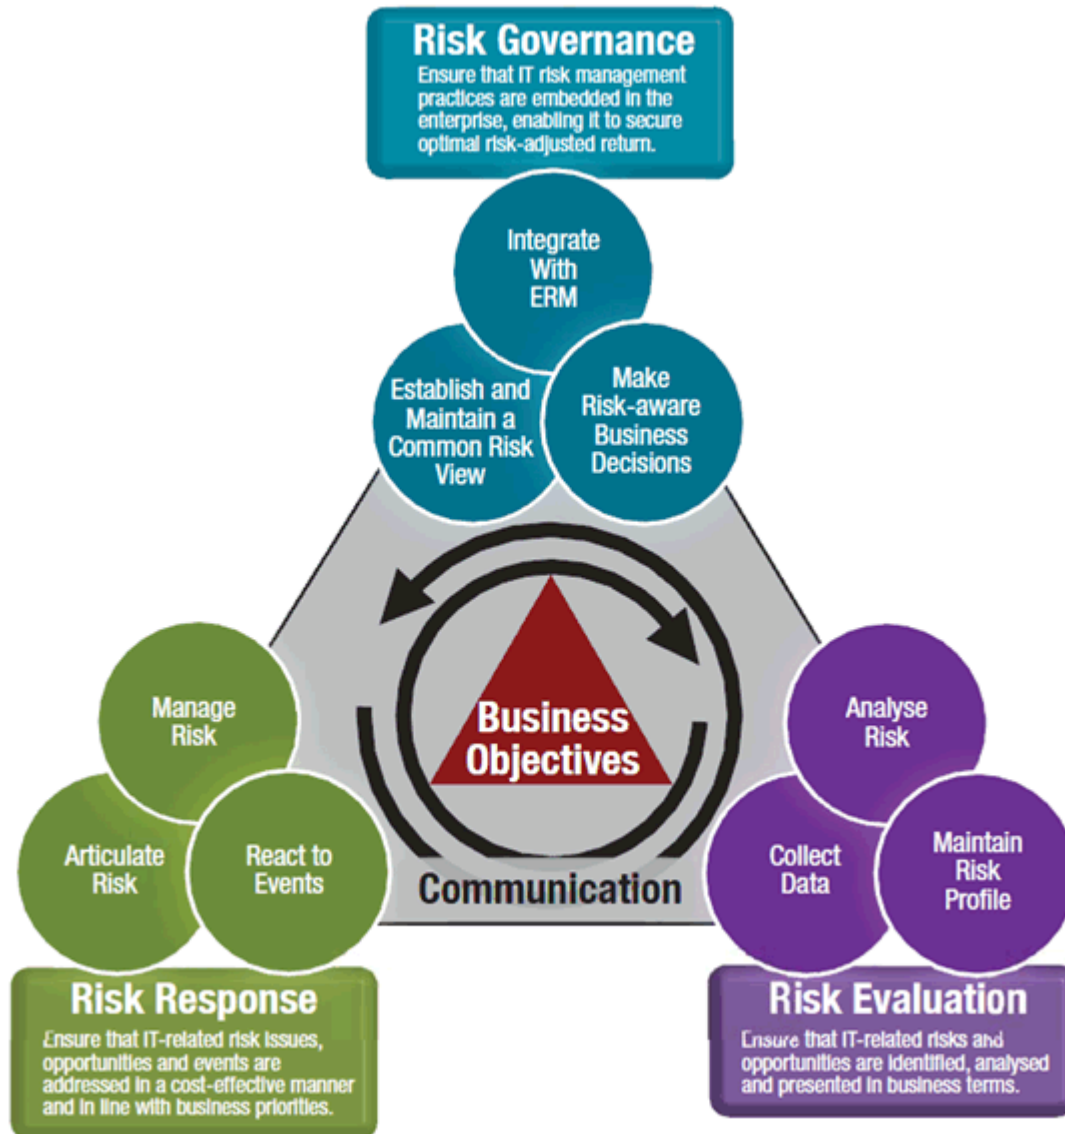 Risk Governance
Ensure that IT risk management
practices are embedded in the
enterprise, enabling it to secure
optimal risk-adjusted return.
Integrate
With
ERM
Establish and
Maintain a
Common Risk
View
Make
Risk-aware
Business
Decisions
Business
Objectives
Communication
Manage
Risk
Articulate
Risk
React to
Events
Risk Response
Ensure that IT-related risk issues,
opportunities and events are
addressed in a cost-effective manner
and in line with business priorities.
Analyse
Risk
Collect
Data
Maintain
Risk
Profile
Risk Evaluation
Ensure that IT-related risks and
opportunities are identified, analysed
and presented in business terms.